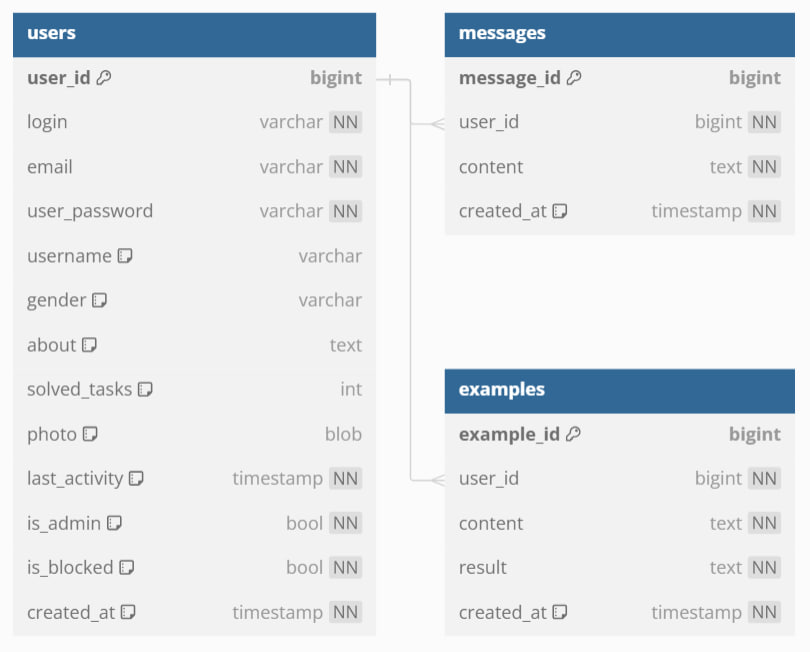 users
user_id bigint
login varchar NN
email varchar NN
user_password varchar NN
username varchar
gender varchar
about text
solved_tasks int
photo blob
last_activity timestamp NN
is_admin bool NN
is_blocked bool NN
created_at timestamp NN
messages
message_id bigint
user_id bigint NN
content text NN
created_at timestamp NN
examples
example_id bigint
user_id bigint NN
content text NN
result text NN
created_at timestamp NN